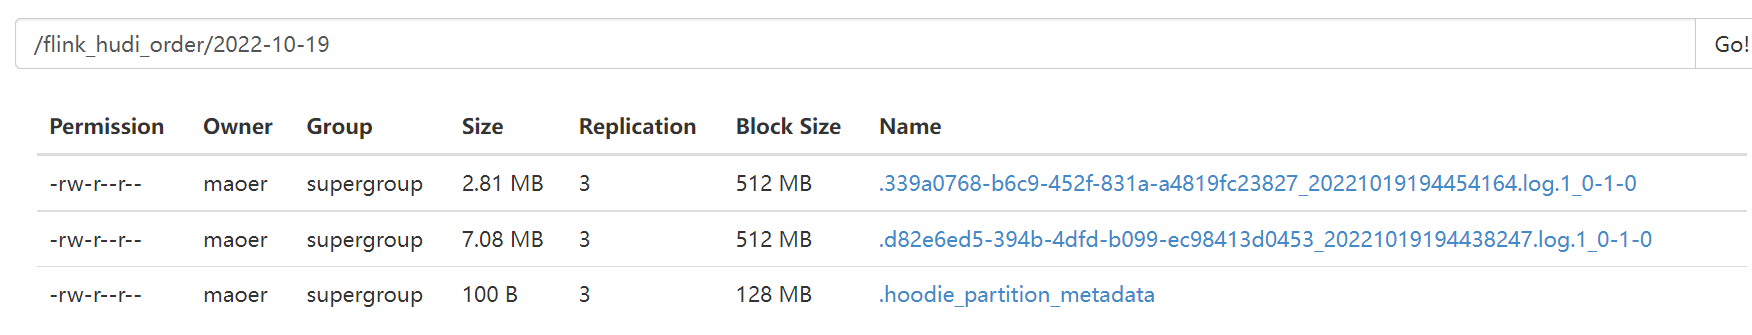 /flink_hudi_order/2022-10-19 Go!
Permission Owner Group Size Replication Block Size Name
-rw-r--r-- maoer supergroup 2.81 MB 3 512 MB .339a0768-b6c9-452f-831a-a4819fc23827_20221019194454164.log.1_0-1-0
-rw-r--r-- maoer supergroup 7.08 MB 3 512 MB .d82e6ed5-394b-4dfd-b099-ec98413d0453_20221019194438247.log.1_0-1-0
-rw-r--r-- maoer supergroup 100 B 3 128 MB .hoodie_partition_metadata